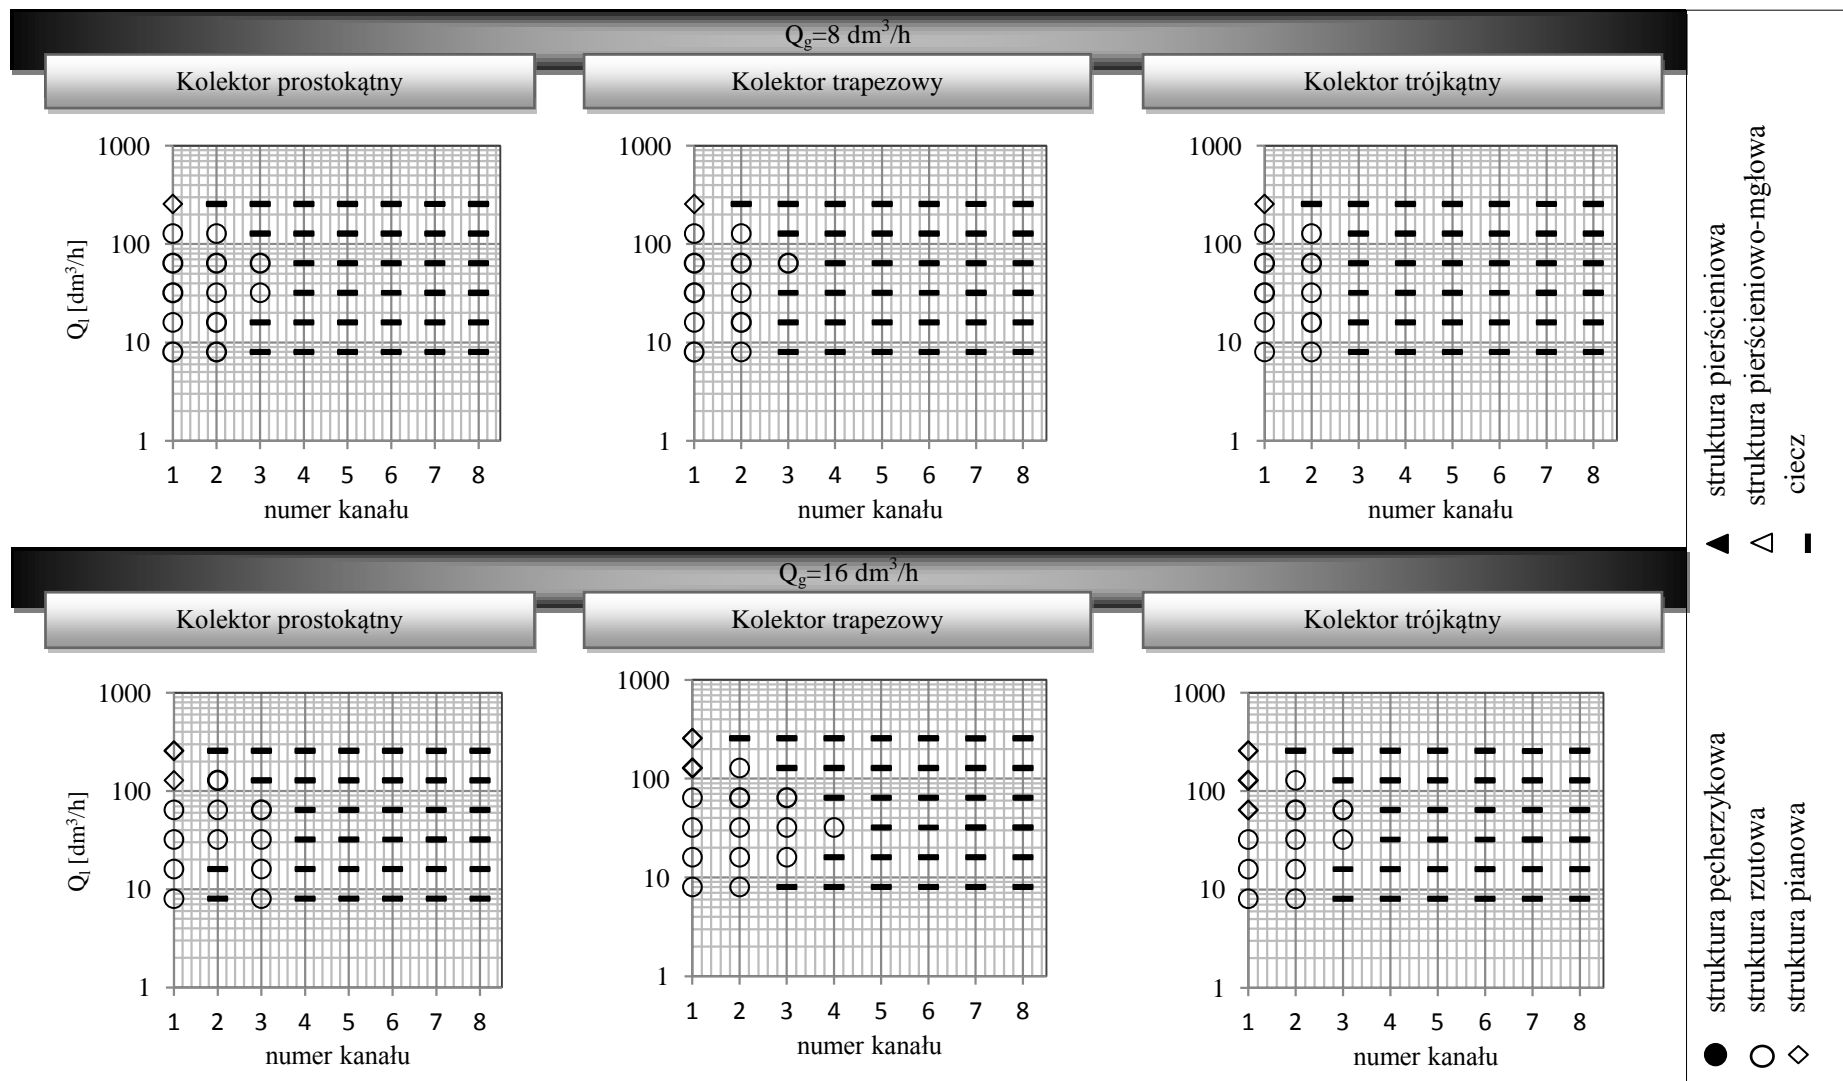 Qg=8 dm³/h
Kolektor prostokątny
Kolektor trapezowy
Kolektor trójkątny
1000
100
10
1
Ql [dm³/h]
1 2 3 4 5 6 7 8
numer kanału
1000
100
10
1
1 2 3 4 5 6 7 8
numer kanału
1000
100
10
1
1 2 3 4 5 6 7 8
numer kanału
Qg=16 dm³/h
Kolektor prostokątny
Kolektor trapezowy
Kolektor trójkątny
1000
100
10
1
Ql [dm³/h]
1 2 3 4 5 6 7 8
numer kanału
1000
100
10
1
1 2 3 4 5 6 7 8
numer kanału
1000
100
10
1
1 2 3 4 5 6 7 8
numer kanału
struktura pęcherzykowa
struktura rzutowa
struktura pianowa
struktura pierścieniowa
struktura pierścieniowo-mgłowa
ciecz